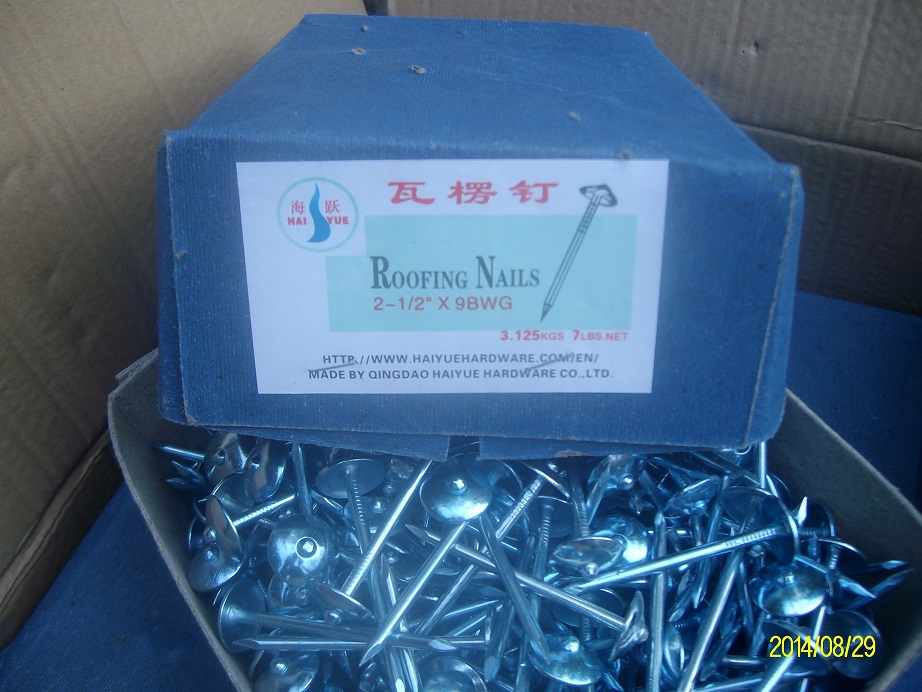 瓦楞钉
海 跃
HAI YUE
ROOFING NAILS
2-1/2" X 9BWG
3.125KGS 7LBS.NET
HTTP://WWW.HAIYUEHARDWARE.COM/EN/
MADE BY QINGDAO HAIYUE HARDWARE CO.,LTD.
2014/08/29